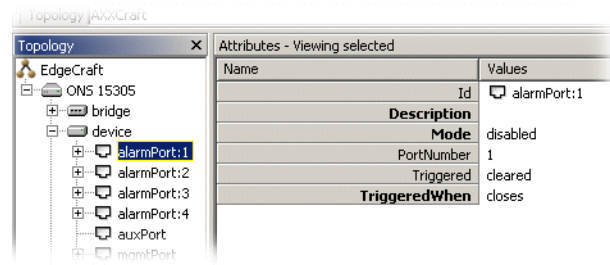 Topology AXXCraft
Topology
Attributes - Viewing selected
EdgeCraft
Name Values
ONS 15305
Id alarmPort:1
bridge
Description
device
Mode disabled
alarmPort:1
PortNumber 1
alarmPort:2
Triggered cleared
alarmPort:3
TriggeredWhen closes
alarmPort:4
auxPort
mgmtPort